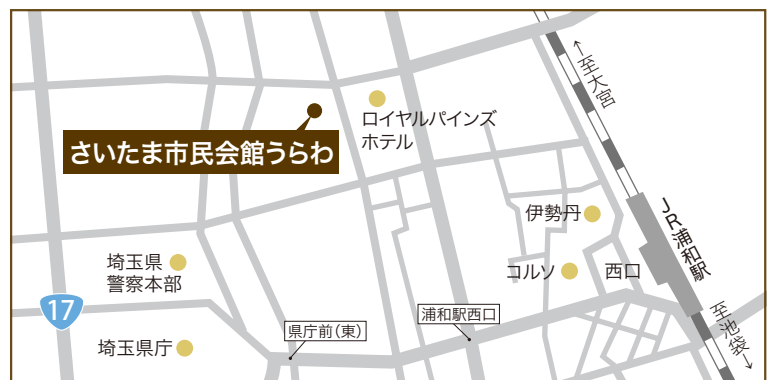 ↑至大宮
ロイヤルパインズ
ホテル
さいたま市民会館うらわ
伊勢丹
JR浦和駅
埼玉県
警察本部
コルソ
西口
17
浦和駅西口
県庁前(東)
至池袋↓
埼玉県庁